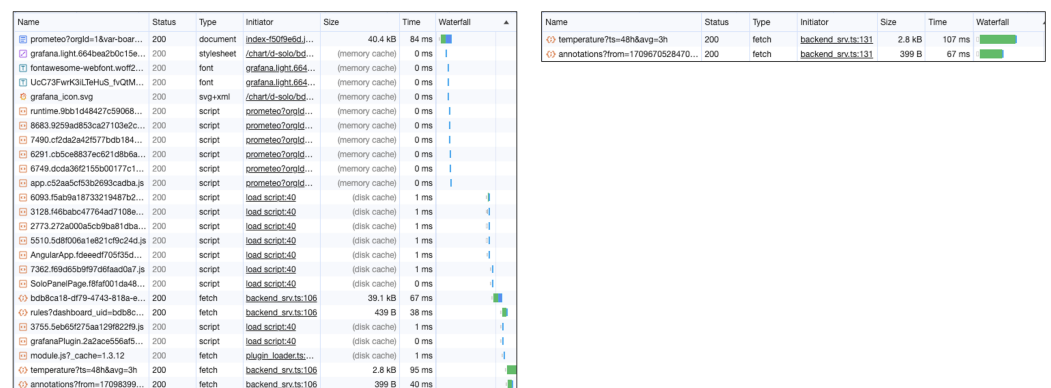 Name Status Type Initiator Size Time Waterfall
prometeo?orgId=1&var-boar... 200 document index-f50f9e6d.j... 40.4 kB 84 ms
grafana.light.664bea2b0c15e... 200 stylesheet /chart/d-solo/bd... (memory cache) 0 ms
fontawesome-webfont.woff2... 200 font grafana.light.664... (memory cache) 0 ms
UcC73FwrK3iLTeHuS_fvQtM... 200 font grafana.light.664... (memory cache) 0 ms
grafana_icon.svg 200 svg+xml /chart/d-solo/bd... (memory cache) 0 ms
runtime.9bb1d48427c59068... 200 script prometeo?orgId... (memory cache) 0 ms
8683.9259ad853ca27103e2c... 200 script prometeo?orgId... (memory cache) 0 ms
7490.cf2da2a42f577bdb184... 200 script prometeo?orgId... (memory cache) 0 ms
6291.cb5ce8837ec621d8b6a... 200 script prometeo?orgId... (memory cache) 0 ms
6749.dcda36f2155b00177c1... 200 script prometeo?orgId... (memory cache) 0 ms
app.c52aa5cf53b2693cadba.js 200 script prometeo?orgId... (memory cache) 0 ms
6093.f5ab9a18733219487b2... 200 script load script:40 (disk cache) 1 ms
3128.f46babc47764ad7108e... 200 script load script:40 (disk cache) 1 ms
2773.272a000a5cb9ba81dba... 200 script load script:40 (disk cache) 1 ms
5510.5d8f006a1e821cf9c24d.js 200 script load script:40 (disk cache) 1 ms
AngularApp.fdeeedf705f35d... 200 script load script:40 (disk cache) 1 ms
7362.f69d65b9f97d6faad0a7.js 200 script load script:40 (disk cache) 1 ms
SoloPanelPage.f8faf001da48... 200 script load script:40 (disk cache) 0 ms
bdb8ca18-df79-4743-818a-e... 200 fetch backend_srv.ts:106 39.1 kB 67 ms
rules?dashboard_uid=bdb8c... 200 fetch backend_srv.ts:106 439 B 38 ms
3755.5eb65f275aa129f822f9.js 200 script load script:40 (disk cache) 1 ms
grafanaPlugin.2a2ace556af5... 200 script load script:40 (disk cache) 0 ms
module.js?_cache=1.3.12 200 fetch plugin_loader.ts:... (disk cache) 1 ms
temperature?ts=48h&avg=3h 200 fetch backend_srv.ts:106 2.8 kB 95 ms
annotations?from=17098399... 200 fetch backend_srv.ts:106 399 B 40 ms
Name Status Type Initiator Size Time Waterfall
temperature?ts=48h&avg=3h 200 fetch backend_srv.ts:131 2.8 kB 107 ms
annotations?from=1709670528470... 200 fetch backend_srv.ts:131 399 B 67 ms